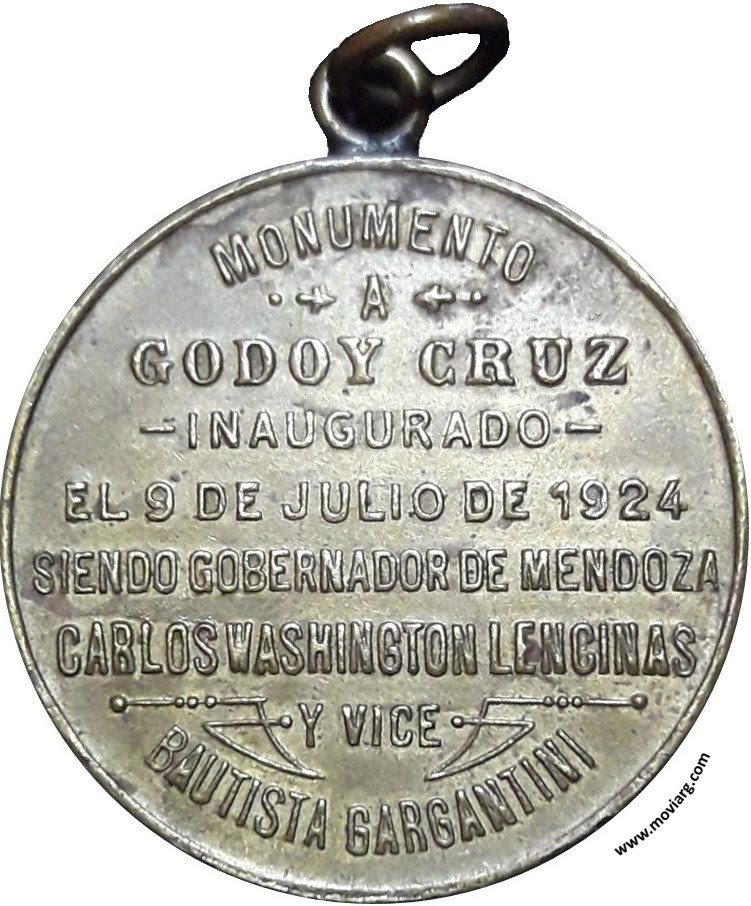 MONUMENTO
A
GODOY CRUZ
—INAUGURADO—
EL 9 DE JULIO DE 1924
SIENDO GOBERNADOR DE MENDOZA
CARLOS WASHINGTON LENCINAS
Y VICE
BAUTISTA GARGANTINI
www.moviarg.com